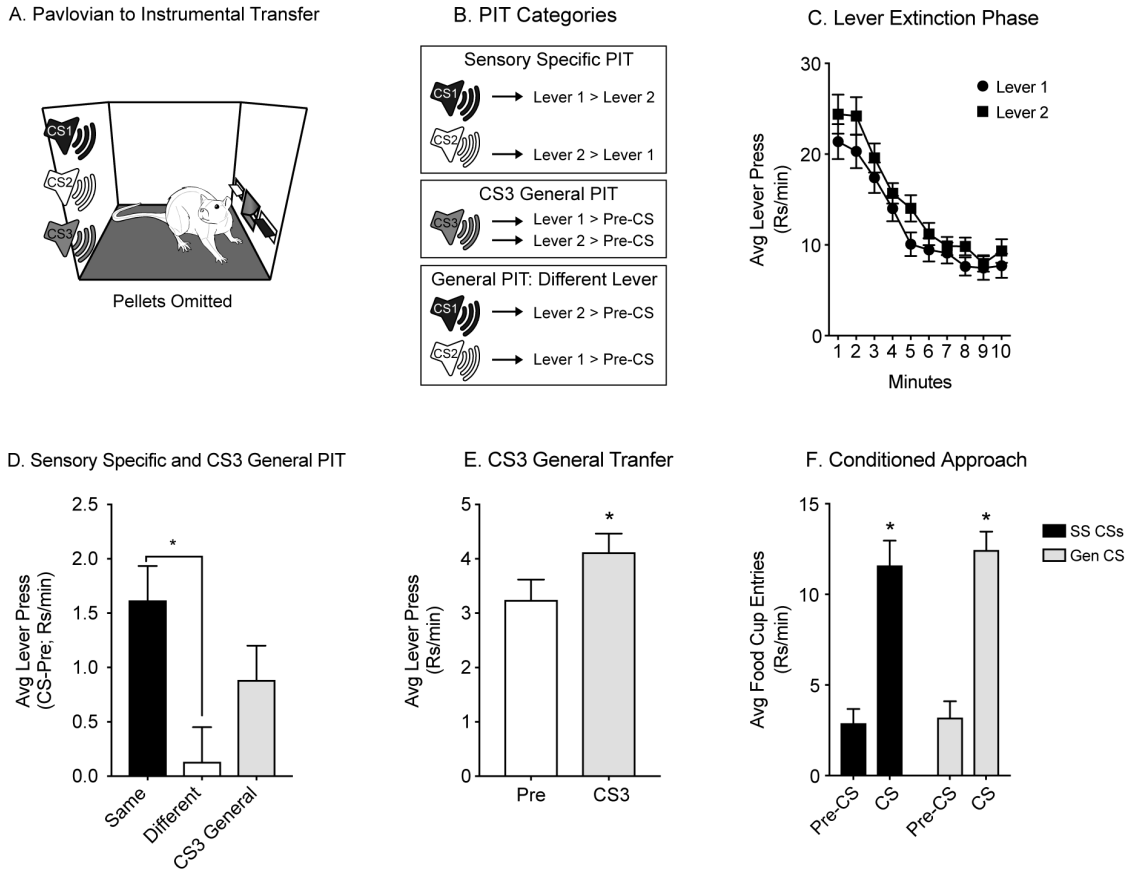 A. Pavlovian to Instrumental Transfer
CS1
CS2
CS3
Pellets Omitted
B. PIT Categories
Sensory Specific PIT
CS1
Lever 1 > Lever 2
CS2
Lever 2 > Lever 1
CS3 General PIT
CS3
Lever 1 > Pre-CS
Lever 2 > Pre-CS
General PIT: Different Lever
CS1
Lever 2 > Pre-CS
CS2
Lever 1 > Pre-CS
C. Lever Extinction Phase
Avg Lever Press
(Rs/min)
30
20
10
0
Lever 1
Lever 2
1 2 3 4 5 6 7 8 9 10
Minutes
D. Sensory Specific and CS3 General PIT
Avg Lever Press
(CS-Pre; Rs/min)
2.5
2.0
1.5
1.0
0.5
0.0
*
Same
Different
CS3 General
E. CS3 General Tranfer
Avg Lever Press
(Rs/min)
5
4
3
2
1
0
*
Pre CS3
F. Conditioned Approach
Avg Food Cup Entries
(Rs/min)
15
10
5
0
* *
Pre-CS
CS
Pre-CS
CS
SS CSs
Gen CS